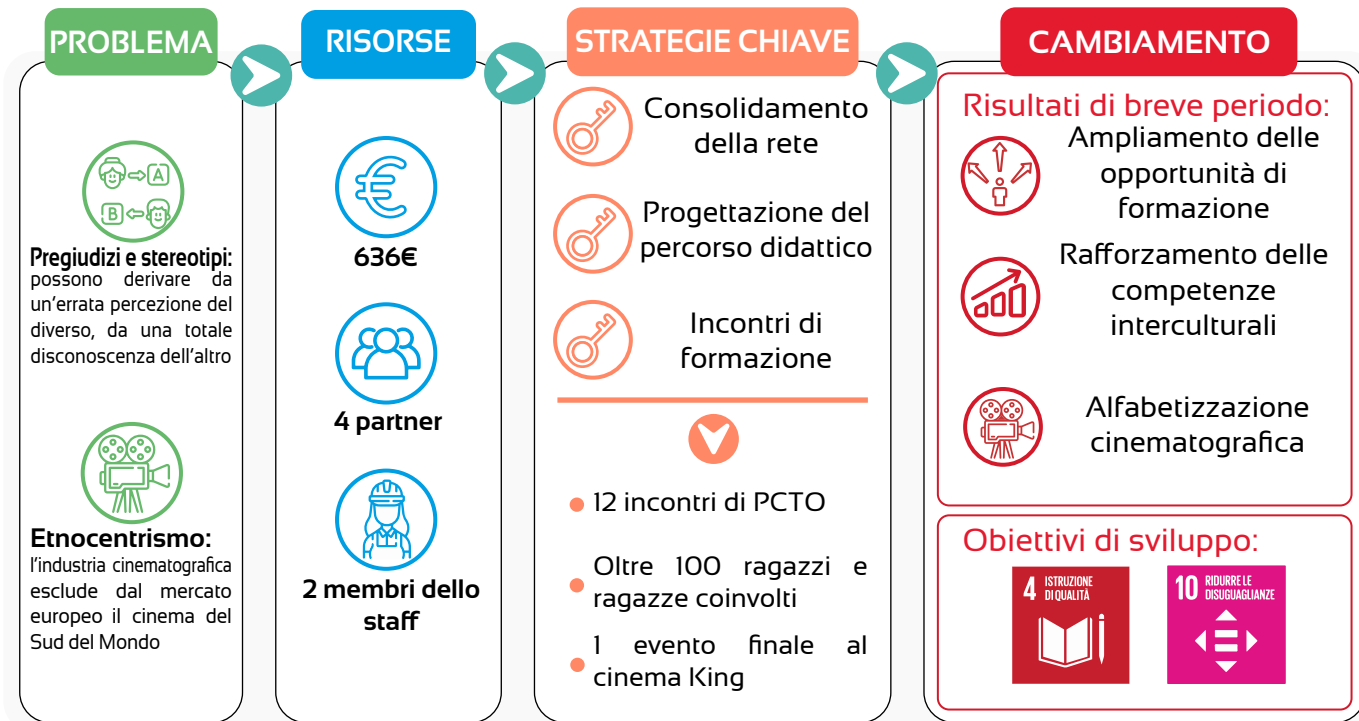 PROBLEMA
A
B
Pregiudizi e stereotipi:
possono derivare da
un'errata percezione del
diverso, da una totale
disconoscenza dell'altro
Etnocentrismo:
l'industria cinematografica
esclude dal mercato
europeo il cinema del
Sud del Mondo
RISORSE
€
636€
4 partner
2 membri dello
staff
STRATEGIE CHIAVE
Consolidamento
della rete
Progettazione del
percorso didattico
Incontri di
formazione
12 incontri di PCTO
Oltre 100 ragazzi e
ragazze coinvolti
1 evento finale al
cinema King
CAMBIAMENTO
Risultati di breve periodo:
Ampliamento delle
opportunità di
formazione
Rafforzamento delle
competenze
interculturali
Alfabetizzazione
cinematografica
Obiettivi di sviluppo:
4 ISTRUZIONE
DI QUALITÀ
10 RIDURRE LE
DISUGUAGLIANZE